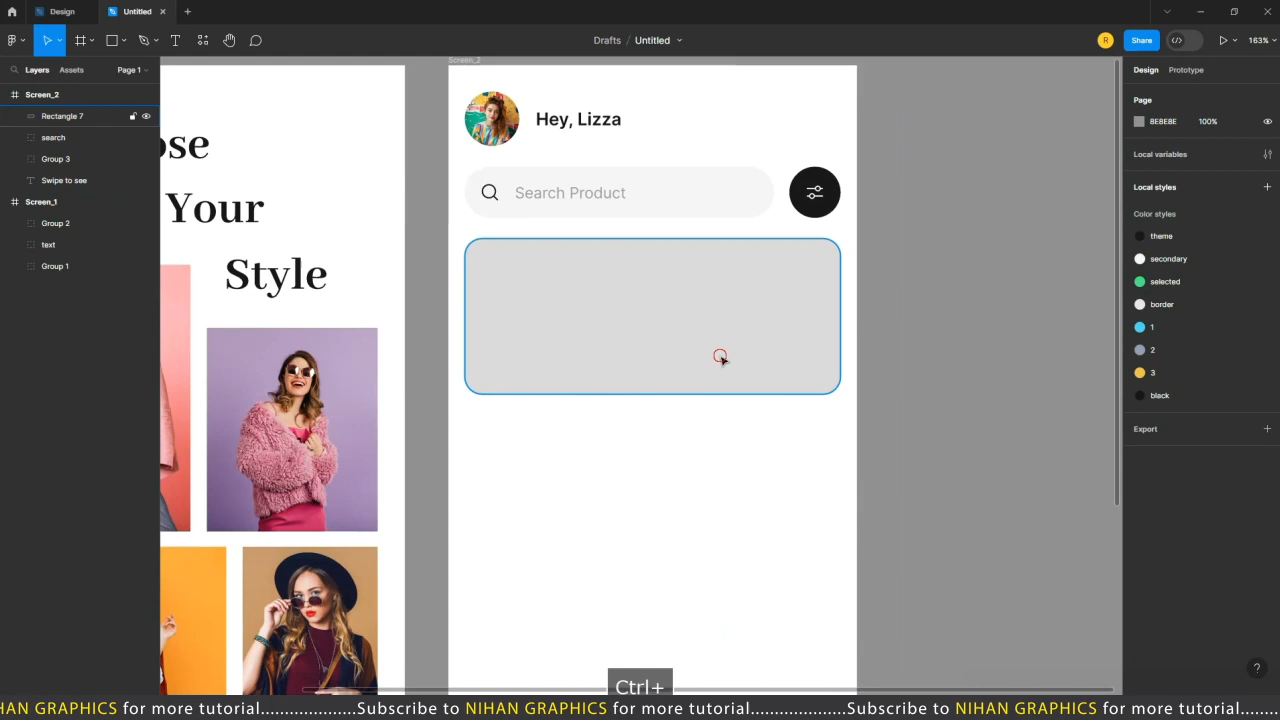 Design
Untitled
Drafts / Untitled
R
Share
163%
Layers
Assets
Page 1
Screen_2
Rectangle 7
search
Group 3
Swipe to see
Screen_1
Group 2
text
Group 1
ose
Your
Style
Screen_2
Hey, Lizza
Search Product
Design
Prototype
Page
8E8E8E
100%
Local variables
Local styles
Color styles
theme
secondary
selected
border
1
2
3
black
Export
?
Ctrl+
HAN GRAPHICS for more tutorial..................Subscribe to NIHAN GRAPHICS for more tutorial..................Subscribe to NIHAN GRAPHICS for more tutorial.......